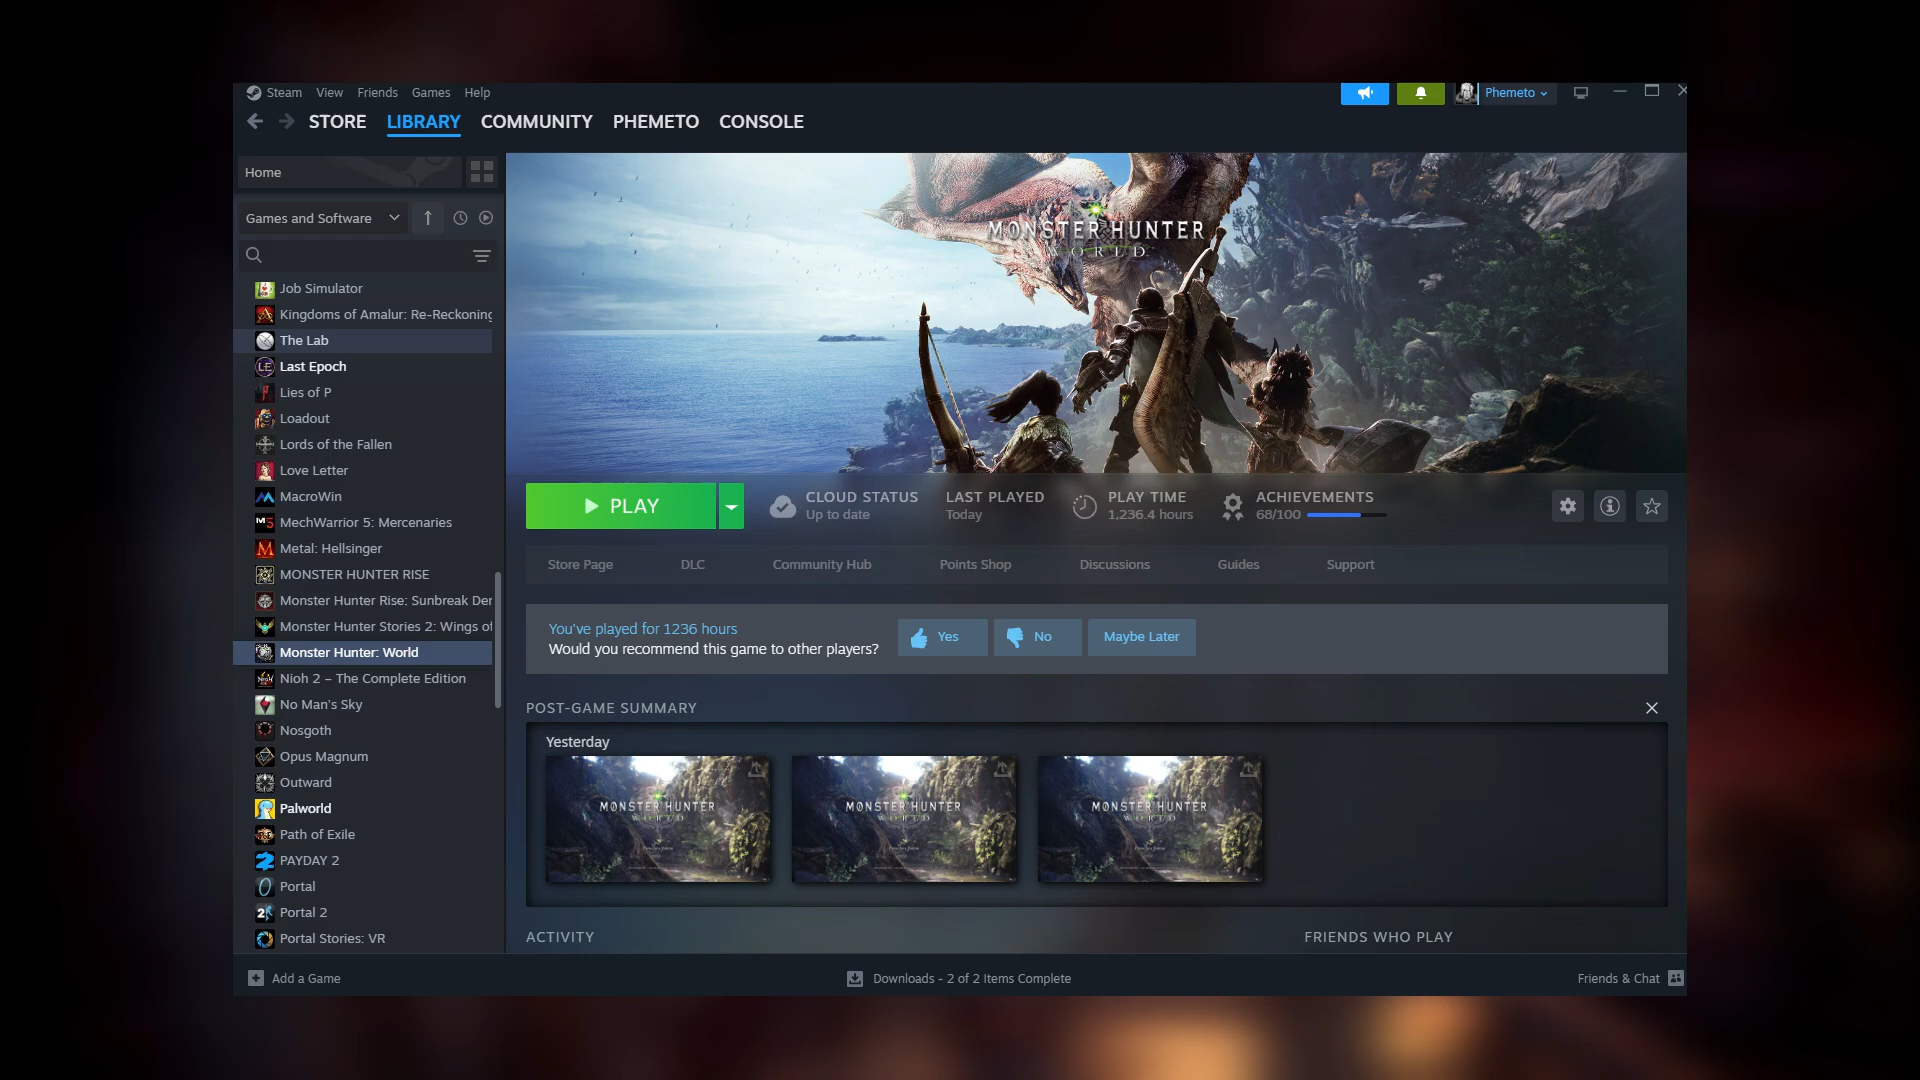 Steam View Friends Games Help
Phemeto
STORE LIBRARY COMMUNITY PHEMETO CONSOLE
Home
Games and Software
Job Simulator
Kingdoms of Amalur: Re-Reckoning
The Lab
Last Epoch
Lies of P
Loadout
Lords of the Fallen
Love Letter
MacroWin
MechWarrior 5: Mercenaries
Metal: Hellsinger
MONSTER HUNTER RISE
Monster Hunter Rise: Sunbreak Der
Monster Hunter Stories 2: Wings of
Monster Hunter: World
Nioh 2 – The Complete Edition
No Man's Sky
Nosgoth
Opus Magnum
Outward
Palworld
Path of Exile
PAYDAY 2
Portal
Portal 2
Portal Stories: VR
MONSTER HUNTER
WORLD
PLAY
CLOUD STATUS
Up to date
LAST PLAYED
Today
PLAY TIME
1,236.4 hours
ACHIEVEMENTS
68/100
Store Page DLC Community Hub Points Shop Discussions Guides Support
You've played for 1236 hours
Would you recommend this game to other players?
Yes No Maybe Later
POST-GAME SUMMARY
Yesterday
MONSTER HUNTER
WORLD
MONSTER HUNTER
WORLD
MONSTER HUNTER
WORLD
ACTIVITY
FRIENDS WHO PLAY
Add a Game
Downloads - 2 of 2 Items Complete
Friends & Chat